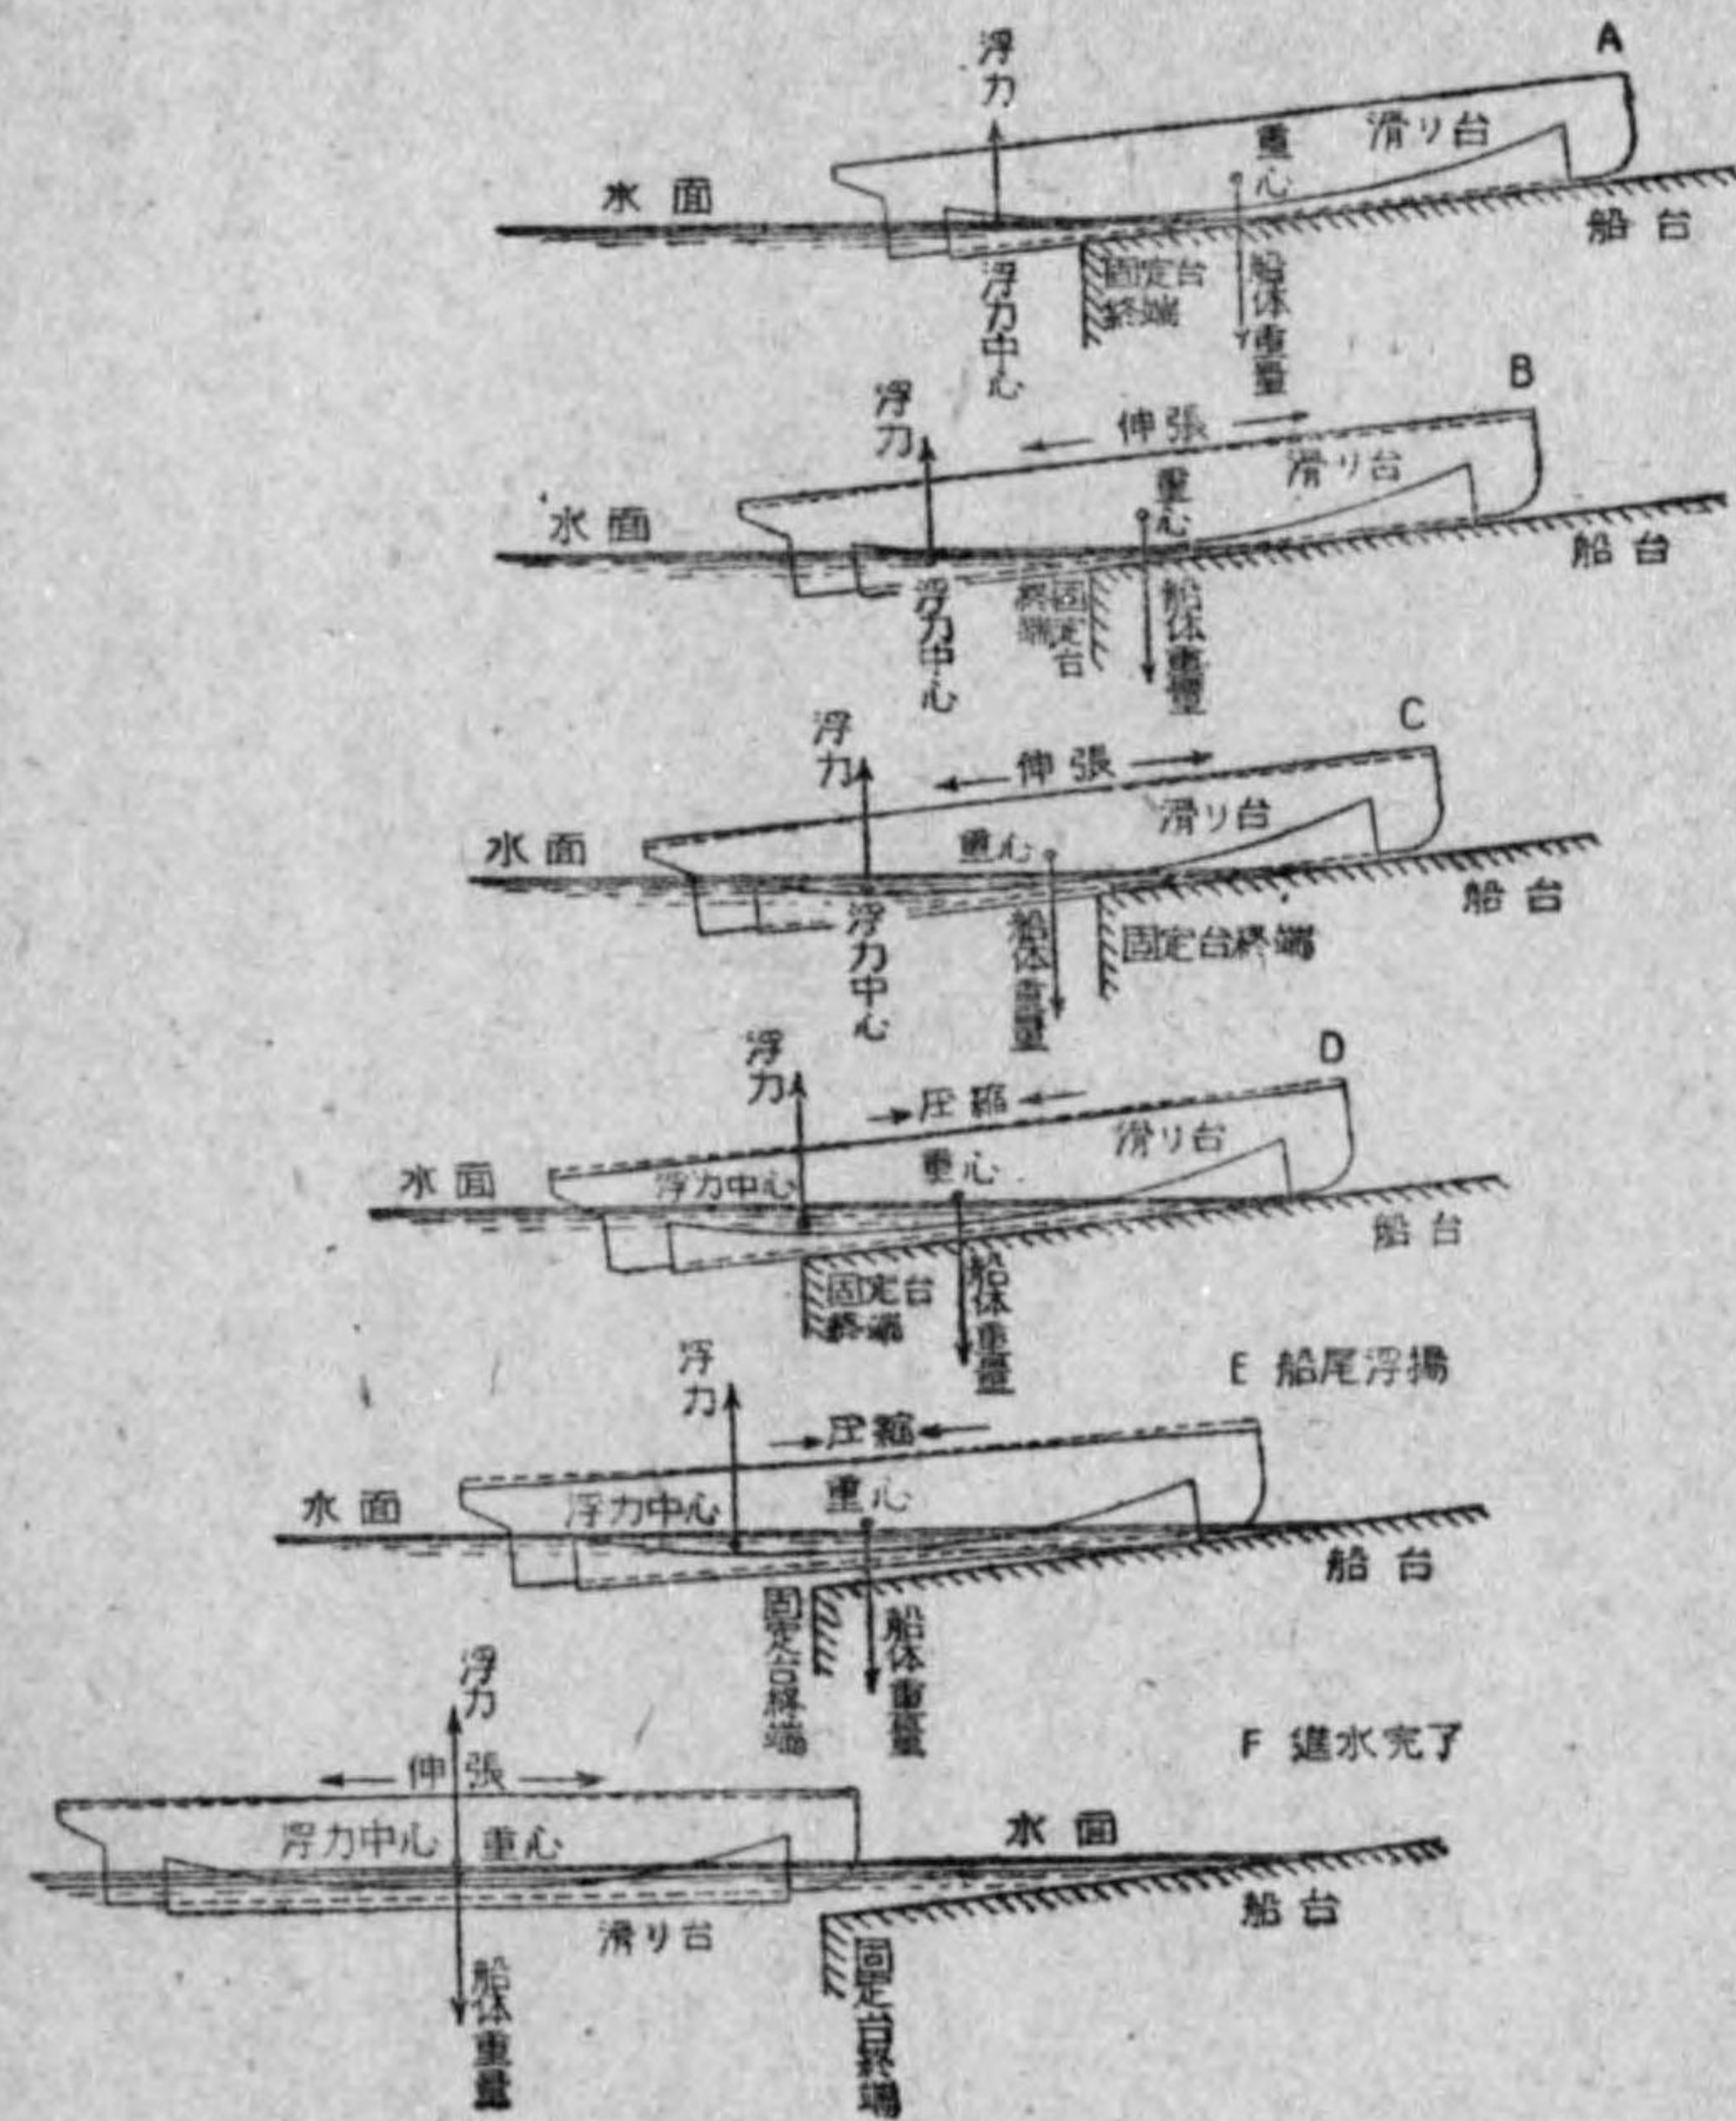 A
浮力
重心
滑り台
水面
船台
固定台
終端
浮力中心
船体重量
B
浮力
伸張
滑り台
重心
水面
船台
固定台
終端
浮力中心
船体重量
C
浮力
伸張
滑り台
重心
水面
船台
固定台終端
浮力中心
船体重量
D
浮力
圧縮
滑り台
重心
浮力中心
水面
船台
固定台
終端
船体重量
E 船尾浮揚
浮力
圧縮
重心
浮力中心
水面
船台
固定台終端
船体重量
F 進水完了
浮力
伸張
浮力中心
重心
水面
船台
滑り台
固定台終端
船体重量